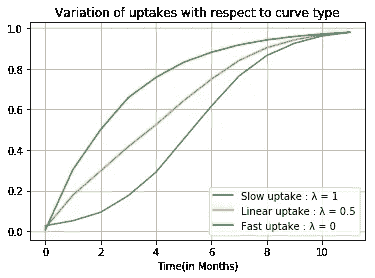 Variation of uptakes with respect to curve type
1.0
0.8
0.6
0.4
0.2
0.0
Slow uptake : λ = 1
Linear uptake : λ = 0.5
Fast uptake : λ = 0
0 2 4 6 8 10
Time(in Months)